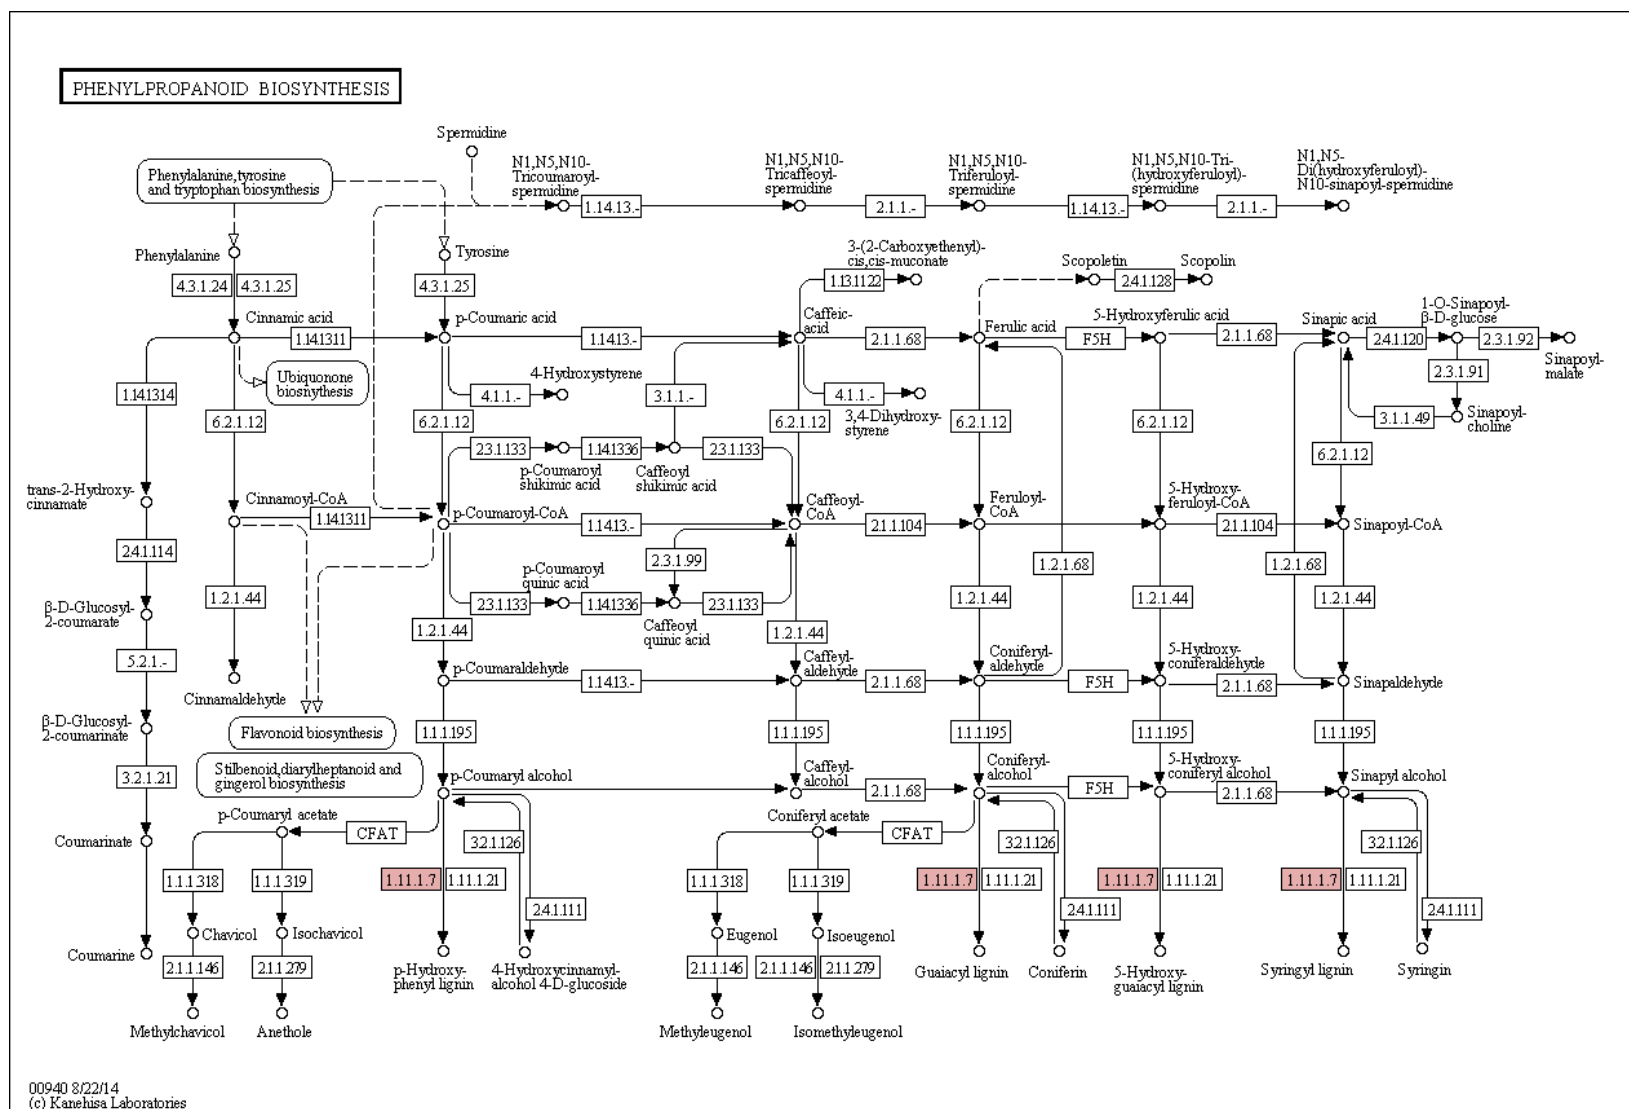 PHENYLPROPANOID BIOSYNTHESIS
Spermidine
Phenylalanine,tyrosine
and tryptophan biosynthesis
N1,N5,N10-
Tricoumaroyl-
spermidine
N1,N5,N10-
Tricaffeoyl-
spermidine
N1,N5,N10-
Triferuloyl-
spermidine
N1,N5,N10-Tri-
(hydroxyferuloyl)-
spermidine
N1,N5-
Di(hydroxyferuloyl)-
N10-sinapoyl-spermidine
1.14.13.-
2.1.1.-
1.14.13.-
2.1.1.-
Phenylalanine
Tyrosine
3-(2-Carboxyethenyl)-
cis,cis-muconate
Scopoletin
Scopolin
4.3.1.24
4.3.1.25
4.3.1.25
1.13.1122
2.4.1.128
Cinnamic acid
p-Coumaric acid
Caffeic
acid
Ferulic acid
5-Hydroxyferulic acid
Sinapic acid
1-O-Sinapoyl-
β-D-glucose
1.14.1311
1.14.13.-
2.1.1.68
F5H
2.1.1.68
2.4.1.120
2.3.1.92
Sinapoyl-
malate
Ubiquonone
biosnythesis
4-Hydroxystyrene
2.3.1.91
1.14.1314
4.1.1.-
3.1.1.-
4.1.1.-
3,4-Dihydroxy-
styrene
Sinapoyl-
choline
3.1.1.49
6.2.1.12
6.2.1.12
6.2.1.12
6.2.1.12
6.2.1.12
6.2.1.12
2.3.1.133
1.14.1336
2.3.1.133
p-Coumaroyl
shikimic acid
Caffeoyl
shikimic acid
trans-2-Hydroxy-
cinnamate
Cinnamoyl-CoA
1.14.1311
p-Coumaroyl-CoA
1.14.13.-
Caffeoyl-
CoA
2.1.1.104
Feruloyl-
CoA
5-Hydroxy-
feruloyl-CoA
2.1.1.104
Sinapoyl-CoA
2.4.1.114
2.3.1.99
1.2.1.68
1.2.1.68
p-Coumaroyl
quinic acid
β-D-Glucosyl-
2-coumarate
1.2.1.44
2.3.1.133
1.14.1336
2.3.1.133
1.2.1.44
1.2.1.44
1.2.1.44
Caffeoyl
quinic acid
1.2.1.44
1.2.1.44
5.2.1.-
Cinnamaldehyde
p-Coumaraldehyde
1.14.13.-
Caffeyl-
aldehyde
2.1.1.68
Coniferyl-
aldehyde
F5H
5-Hydroxy-
coniferaldehyde
2.1.1.68
Sinapaldehyde
β-D-Glucosyl-
2-coumarinate
Flavonoid biosynthesis
1.1.1.195
1.1.1.195
1.1.1.195
1.1.1.195
1.1.1.195
3.2.1.21
Stilbenoid,diarylheptanoid and
gingerol biosynthesis
p-Coumaryl alcohol
Caffeyl-
alcohol
2.1.1.68
Coniferyl-
alcohol
F5H
5-Hydroxy-
coniferyl alcohol
2.1.1.68
Sinapyl alcohol
p-Coumaryl acetate
CFAT
Coniferyl acetate
CFAT
Coumarinate
3.2.1.126
3.2.1.126
3.2.1.126
1.1.1.318
1.1.1.319
1.11.1.7
1.11.1.21
1.1.1.318
1.1.1.319
1.11.1.7
1.11.1.21
1.11.1.7
1.11.1.21
1.11.1.7
1.11.1.21
2.4.1.111
2.4.1.111
2.4.1.111
Coumarine
Chavicol
Isochavicol
Eugenol
Isoeugenol
2.1.1.146
2.1.1.279
p-Hydroxy-
phenyl lignin
4-Hydroxycinnamyl-
alcohol 4-D-glucoside
2.1.1.146
2.1.1.146
2.1.1.279
Guaiacyl lignin
Coniferin
5-Hydroxy-
guaiacyl lignin
Syringyl lignin
Syringin
Methylchavicol
Anethole
Methyleugenol
Isomethyleugenol
00940 8/22/14
(c) Kanehisa Laboratories